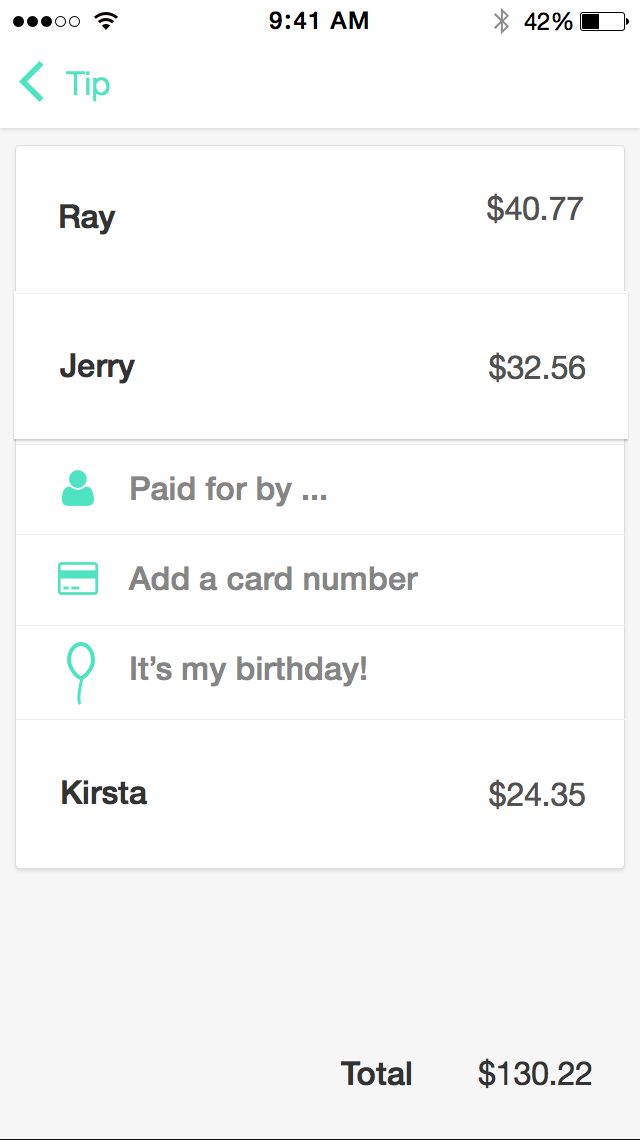 9:41 AM 42%
Tip
Ray $40.77
Jerry $32.56
Paid for by ...
Add a card number
It’s my birthday!
Kirsta $24.35
Total $130.22